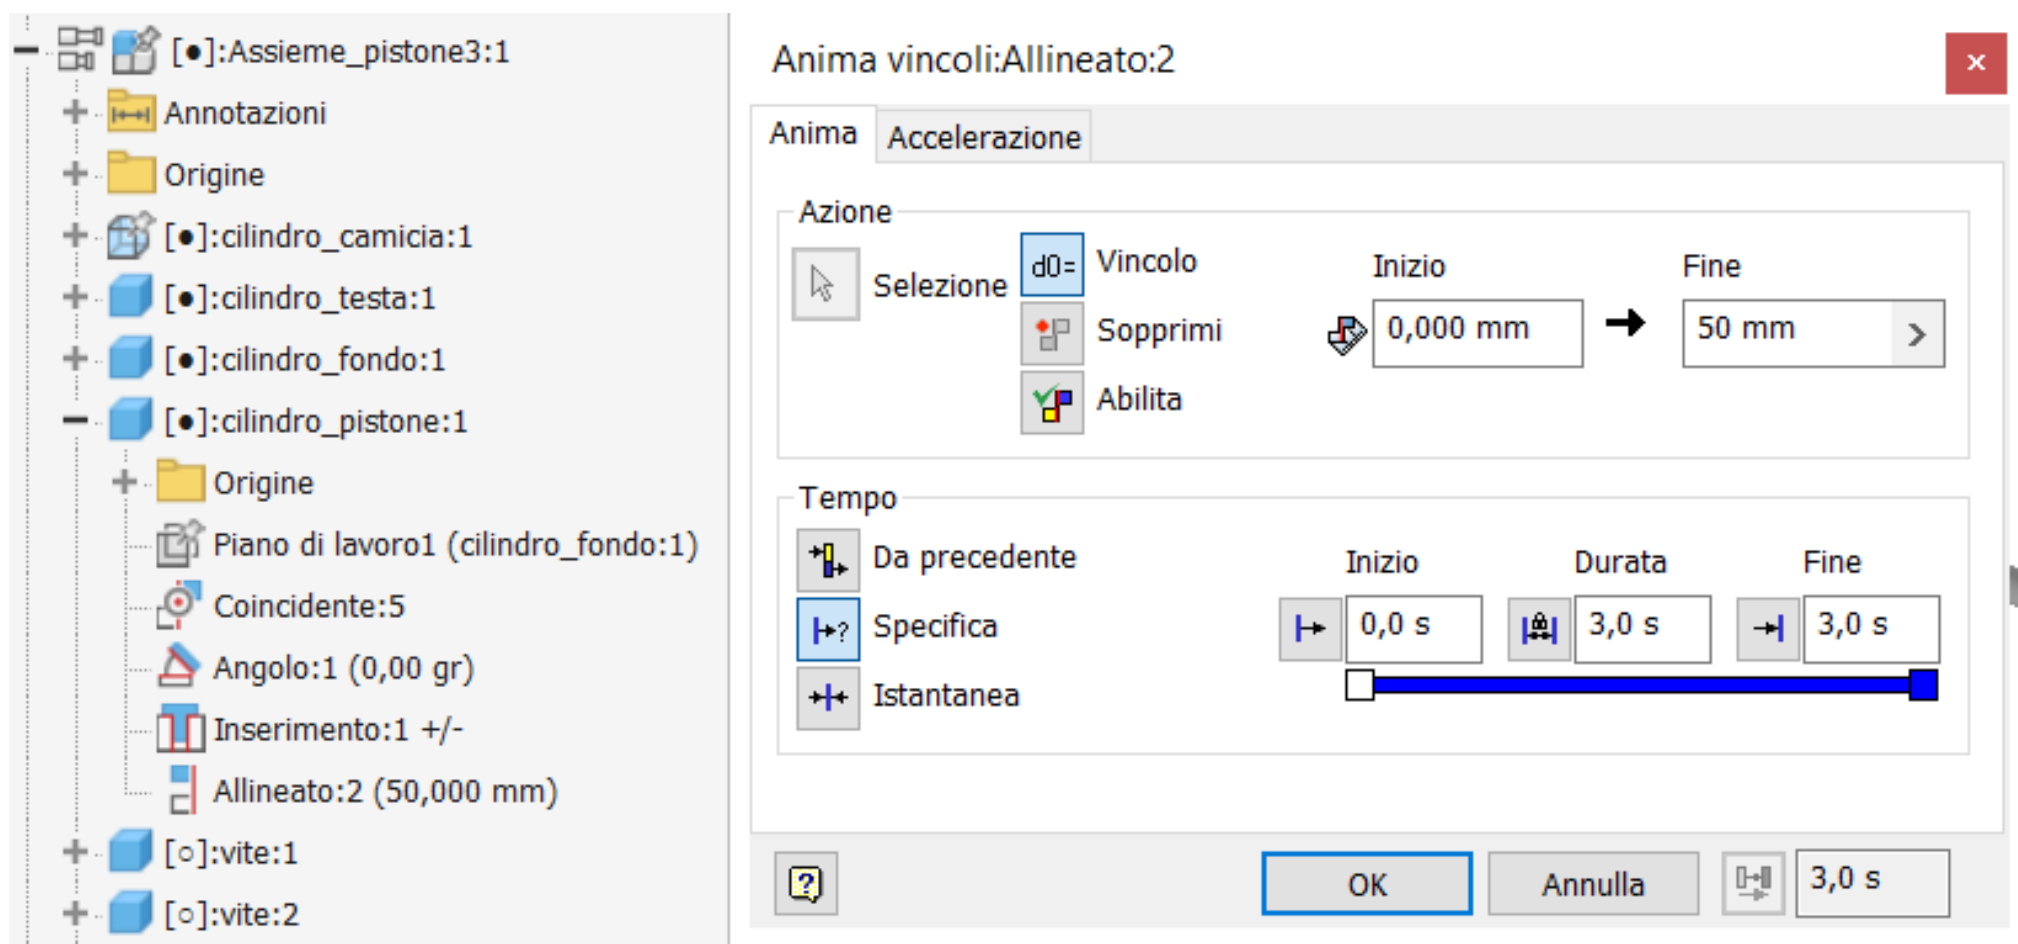 [●]:Assieme_pistone3:1
Annotazioni
Origine
[●]:cilindro_camicia:1
[●]:cilindro_testa:1
[●]:cilindro_fondo:1
[●]:cilindro_pistone:1
Origine
Piano di lavoro1 (cilindro_fondo:1)
Coincidente:5
Angolo:1 (0,00 gr)
Inserimento:1 +/-
Allineato:2 (50,000 mm)
[○]:vite:1
[○]:vite:2
Anima vincoli:Allineato:2
x
Anima Accelerazione
Azione
Selezione
d0= Vincolo
Sopprimi
Abilita
Inizio Fine
0,000 mm 50 mm >
Tempo
Da precedente
? Specifica
Istantanea
Inizio Durata Fine
0,0 s 3,0 s 3,0 s
? OK Annulla 3,0 s